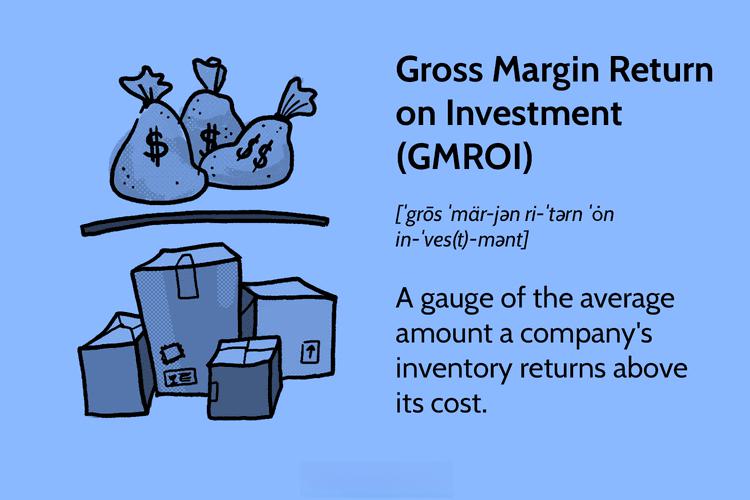 Gross Margin Return
on Investment
(GMROI)
[ˈgrōs ˈmär-jən ri-ˈtərn ˈȯn
in-ˈves(t)-mənt]
A gauge of the average
amount a company's
inventory returns above
its cost.
$ $ $ $